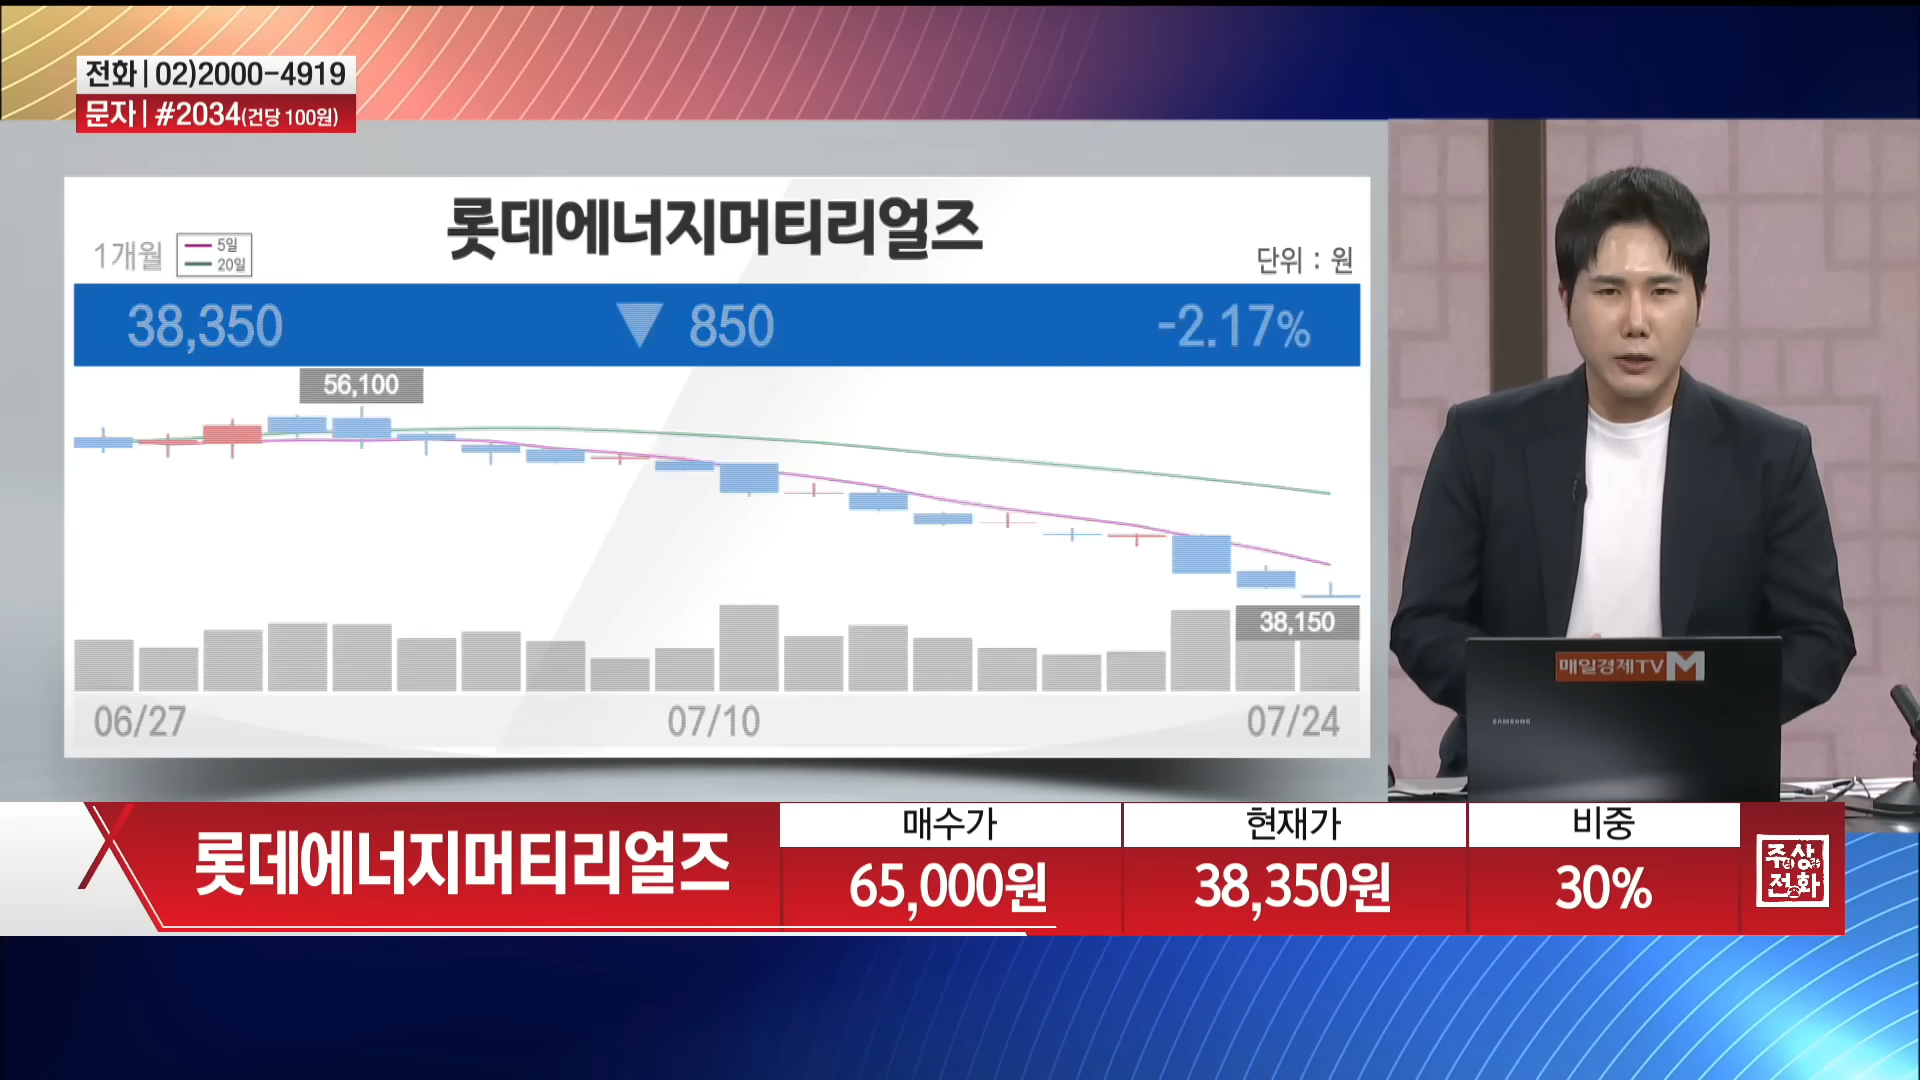 전화 | 02)2000-4919
문자 | #2034(건당 100원)
롯데에너지머티리얼즈
1개월
5일
20일
단위 : 원
38,350 ▼ 850 -2.17%
56,100
38,150
06/27 07/10 07/24
매일경제TV M
SAMSUNG
롯데에너지머티리얼즈
매수가 현재가 비중
65,000원 38,350원 30%
주상
전화